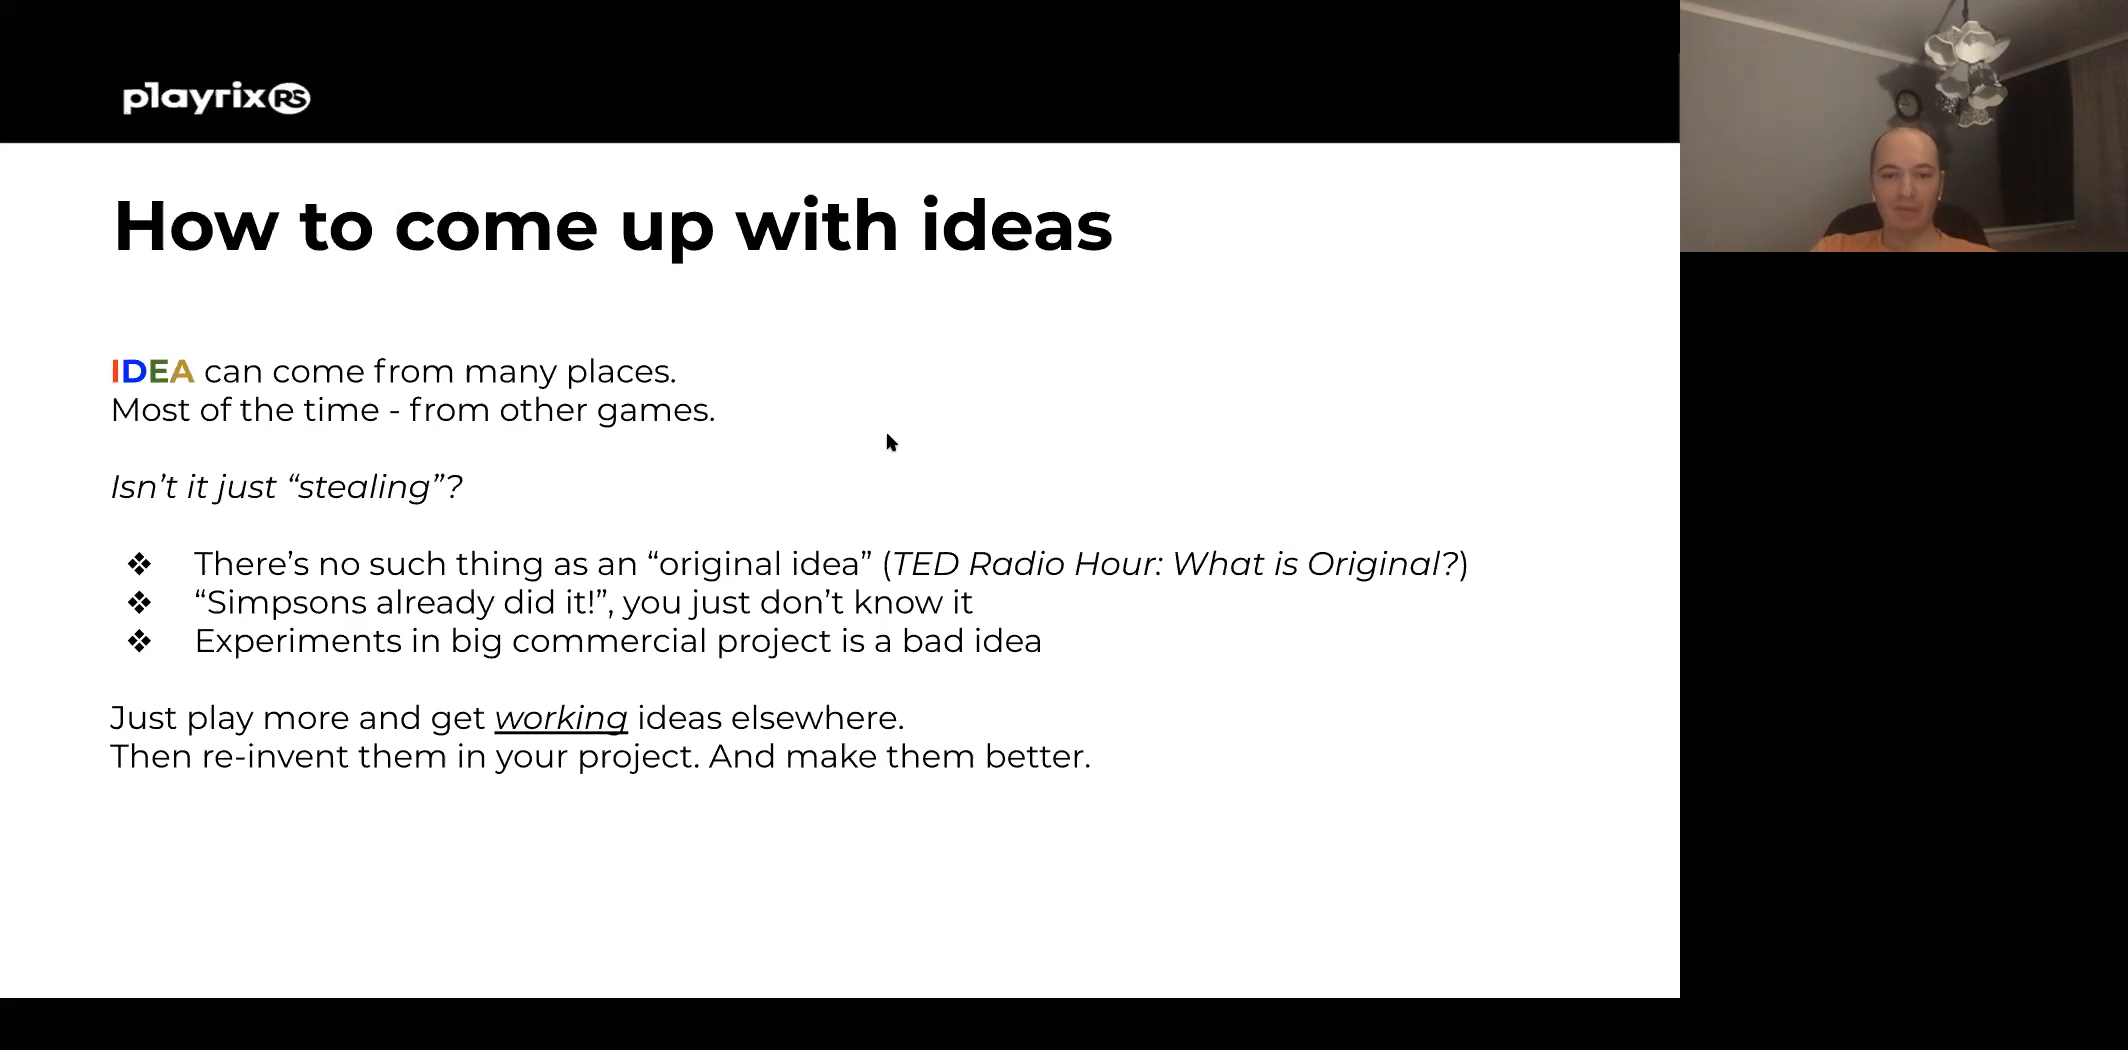 playrix RS
How to come up with ideas
IDEA can come from many places.
Most of the time - from other games.
Isn’t it just “stealing”?
❖ There’s no such thing as an “original idea” (TED Radio Hour: What is Original?)
❖ “Simpsons already did it!”, you just don’t know it
❖ Experiments in big commercial project is a bad idea
Just play more and get working ideas elsewhere.
Then re-invent them in your project. And make them better.